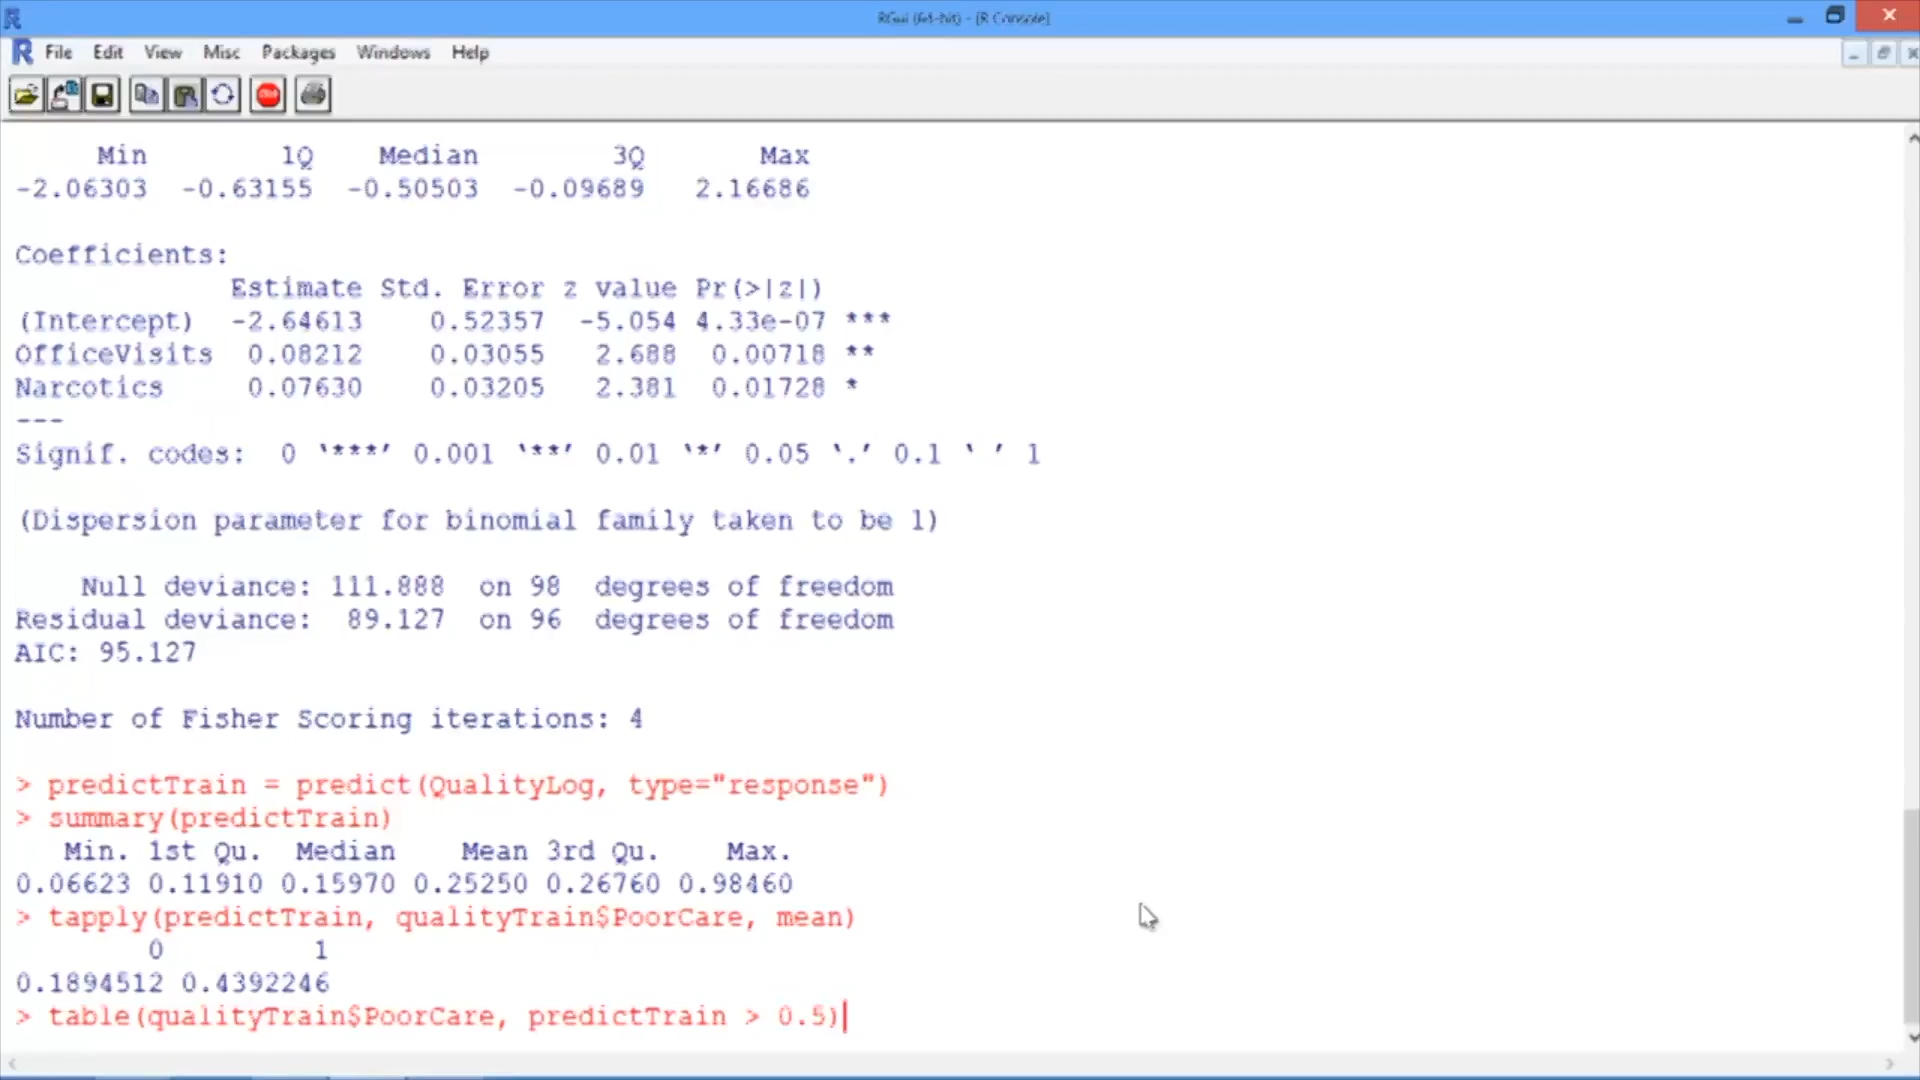 RGui (64-bit) - [R Console]
File Edit View Misc Packages Windows Help
STOP
Min 1Q Median 3Q Max
-2.06303 -0.63155 -0.50503 -0.09689 2.16686
Coefficients:
Estimate Std. Error z value Pr(>|z|)
(Intercept) -2.64613 0.52357 -5.054 4.33e-07 ***
OfficeVisits 0.08212 0.03055 2.688 0.00718 **
Narcotics 0.07630 0.03205 2.381 0.01728 *
---
Signif. codes: 0 ‘***’ 0.001 ‘**’ 0.01 ‘*’ 0.05 ‘.’ 0.1 ‘ ’ 1
(Dispersion parameter for binomial family taken to be 1)
Null deviance: 111.888 on 98 degrees of freedom
Residual deviance: 89.127 on 96 degrees of freedom
AIC: 95.127
Number of Fisher Scoring iterations: 4
> predictTrain = predict(QualityLog, type="response")
> summary(predictTrain)
Min. 1st Qu. Median Mean 3rd Qu. Max.
0.06623 0.11910 0.15970 0.25250 0.26760 0.98460
> tapply(predictTrain, qualityTrain$PoorCare, mean)
0 1
0.1894512 0.4392246
> table(qualityTrain$PoorCare, predictTrain > 0.5)